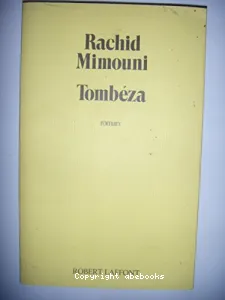 Rachid
Mimouni
Tombéza
roman
Copyright @ abebooks
ROBERT LAFFONT